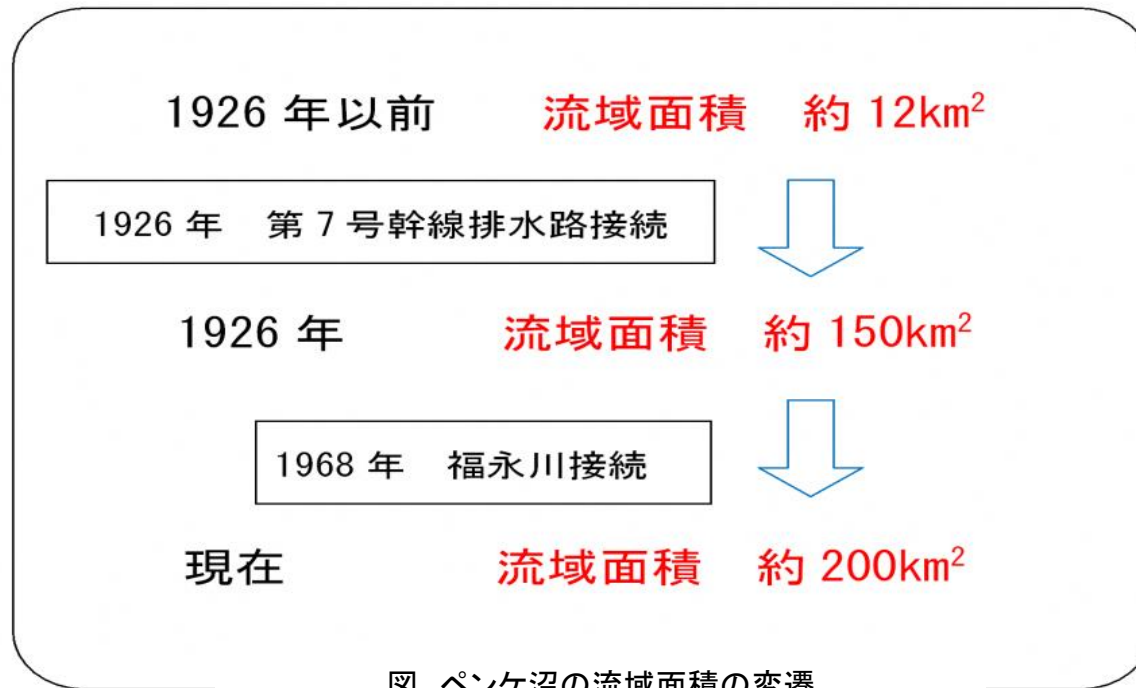 1926 年以前 流域面積 約 12km²
1926 年 第 7 号幹線排水路接続
1926 年 流域面積 約 150km²
1968 年 福永川接続
現在 流域面積 約 200km²
図 ペンケ沼の流域面積の変遷